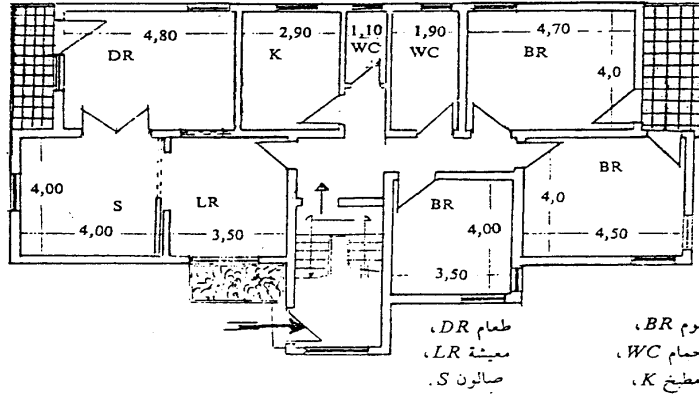 4,80 2,90 1,10 1,90 4,70
DR K WC WC BR
4,0
4,00 S LR BR BR
4,0
4,00 3,50 4,00 4,50
3,50
طعام DR،
معيشة LR،
صالون S.
BR،
حمام WC،
مطبخ K،